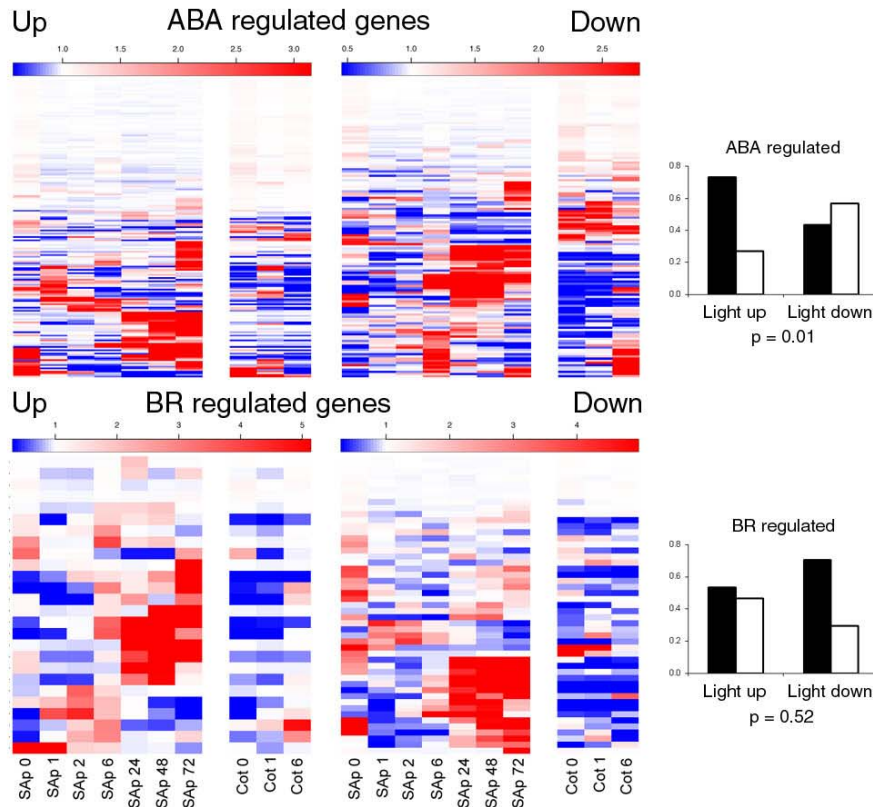 Up ABA regulated genes Down
1.0 1.5 2.0 2.5 3.0
0.5 1.0 1.5 2.0 2.5
ABA regulated
0.8
0.6
0.4
0.2
0.0
Light up Light down
p = 0.01
Up BR regulated genes Down
1 2 3 4 5
1 2 3 4
BR regulated
0.8
0.6
0.4
0.2
0.0
Light up Light down
p = 0.52
SAp 0
SAp 1
SAp 2
SAp 6
SAp 24
SAp 48
SAp 72
Cot 0
Cot 1
Cot 6
SAp 0
SAp 1
SAp 2
SAp 6
SAp 24
SAp 48
SAp 72
Cot 0
Cot 1
Cot 6